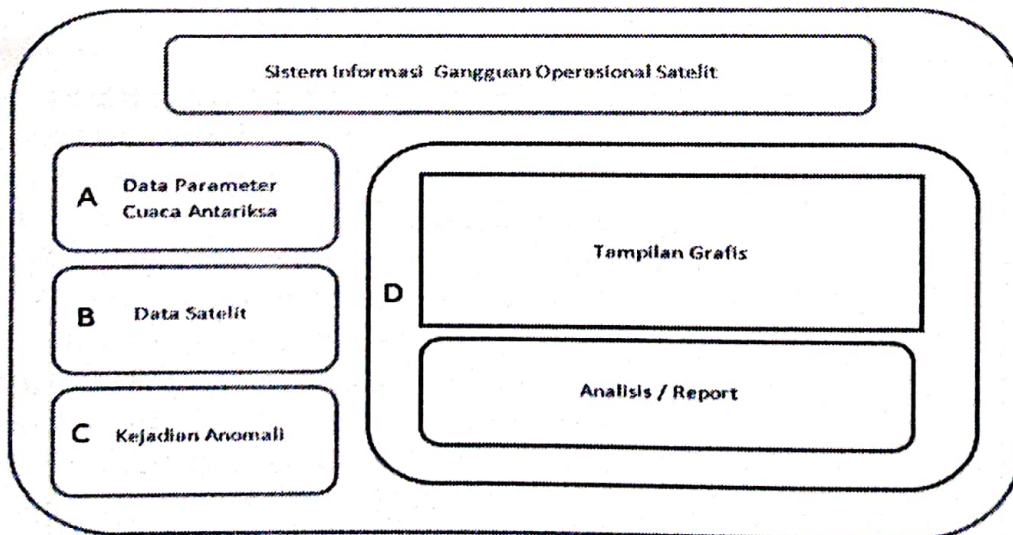 Sistem Informasi Gangguan Operasional Satelit
A
Data Parameter
Cuaca Antariksa
B
Data Satelit
C
Kejadian Anomali
D
Tampilan Grafis
Analisis / Report